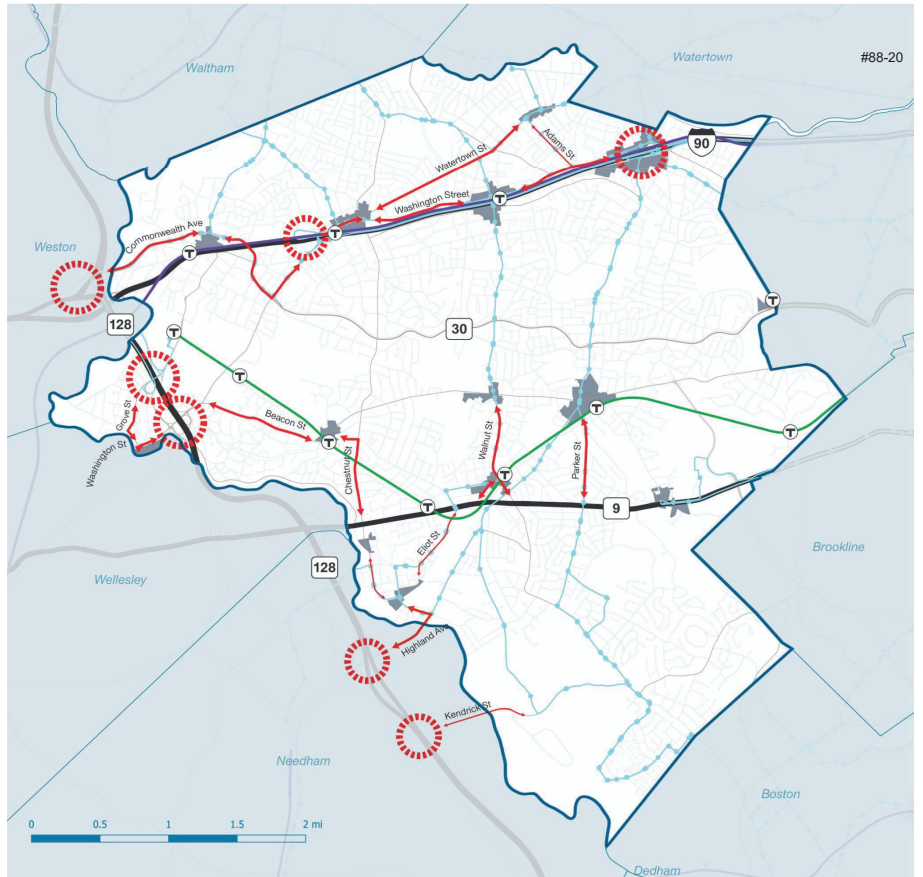 Waltham
Watertown
#88-20
90
Adams St
Watertown St
Washington Street
T
Commonwealth Ave
T
T
Weston
T
128
T
30
T
Grove St
Beacon St
T
Washington St
Chestnut St
Walnut St
T
Parker St
T
T
T
9
Eliot St
Brookline
Wellesley
128
Highland Ave
Kendrick St
Needham
Boston
0 0.5 1 1.5 2 mi
Dedham